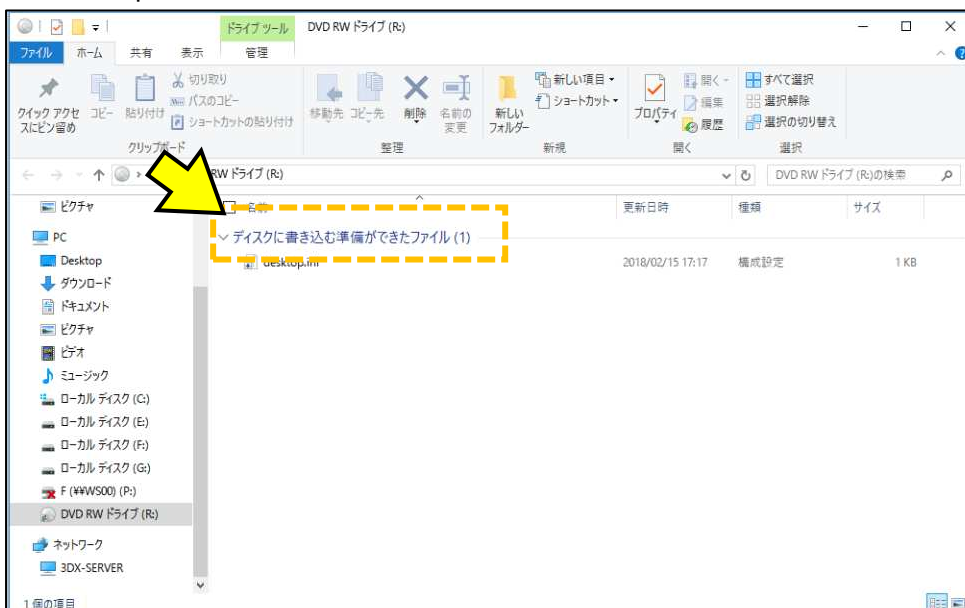 ドライブ ツール DVD RW ドライブ (R:)
ファイル ホーム 共有 表示 管理
クイック アクセスにピン留め
コピー
貼り付け
切り取り
パスのコピー
ショートカットの貼り付け
クリップボード
移動先 コピー先 削除 名前の変更
整理
新しいフォルダー
新しい項目
ショートカット
新規
プロパティ
開く
編集
履歴
開く
すべて選択
選択解除
選択の切り替え
選択
RW ドライブ (R:)
DVD RW ドライブ (R:)の検索
名前 更新日時 種類 サイズ
ディスクに書き込む準備ができたファイル (1)
desktop.ini 2018/02/15 17:17 構成設定 1 KB
ピクチャ
PC
Desktop
ダウンロード
ドキュメント
ピクチャ
ビデオ
ミュージック
ローカル ディスク (C:)
ローカル ディスク (E:)
ローカル ディスク (F:)
ローカル ディスク (G:)
F (¥¥WS00) (P:)
DVD RW ドライブ (R:)
ネットワーク
3DX-SERVER
1 個の項目